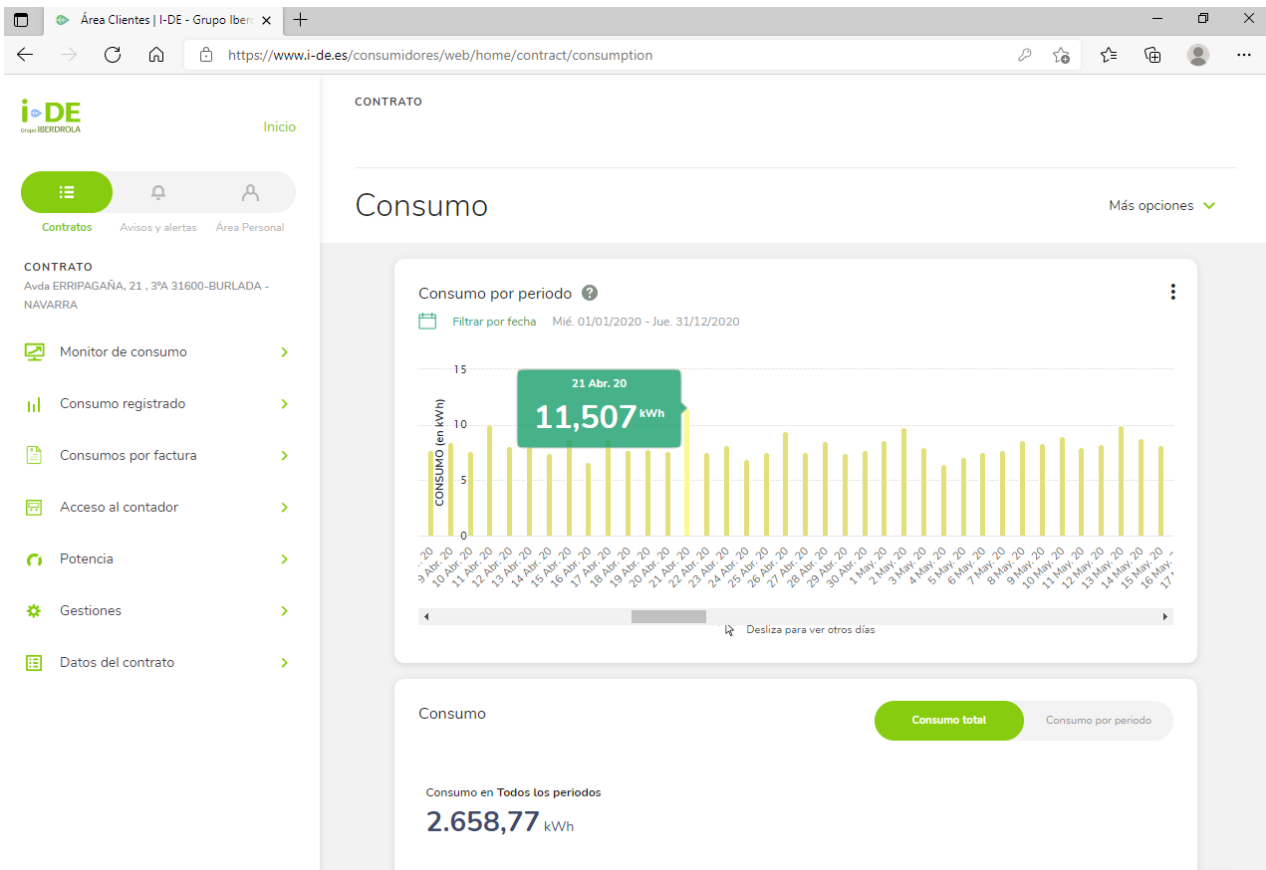 Área Clientes | I-DE - Grupo Iber
https://www.i-de.es/consumidores/web/home/contract/consumption
i DE
Grupo IBERDROLA
Inicio
Contratos
Avisos y alertas
Área Personal
CONTRATO
Avda ERRIPAGAÑA, 21 , 3ºA 31600-BURLADA -
NAVARRA
Monitor de consumo
Consumo registrado
Consumos por factura
Acceso al contador
Potencia
Gestiones
Datos del contrato
CONTRATO
Consumo
Más opciones
Consumo por periodo ?
Filtrar por fecha Mié. 01/01/2020 - Jue. 31/12/2020
CONSUMO (en kWh)
15
10
5
0
21 Abr. 20
11,507 kWh
. 20
9 Abr. 20
10 Abr. 20
11 Abr. 20
12 Abr. 20
13 Abr. 20
14 Abr. 20
15 Abr. 20
16 Abr. 20
17 Abr. 20
18 Abr. 20
19 Abr. 20
20 Abr. 20
21 Abr. 20
22 Abr. 20
23 Abr. 20
24 Abr. 20
25 Abr. 20
26 Abr. 20
27 Abr. 20
28 Abr. 20
29 Abr. 20
30 Abr. 20
1 May. 20
2 May. 20
3 May. 20
4 May. 20
5 May. 20
6 May. 20
7 May. 20
8 May. 20
9 May. 20
10 May. 20
11 May. 20
12 May. 20
13 May. 20
14 May. 20
15 May. 20
16 May.
17
Desliza para ver otros días
Consumo
Consumo total
Consumo por periodo
Consumo en Todos los periodos
2.658,77 kWh